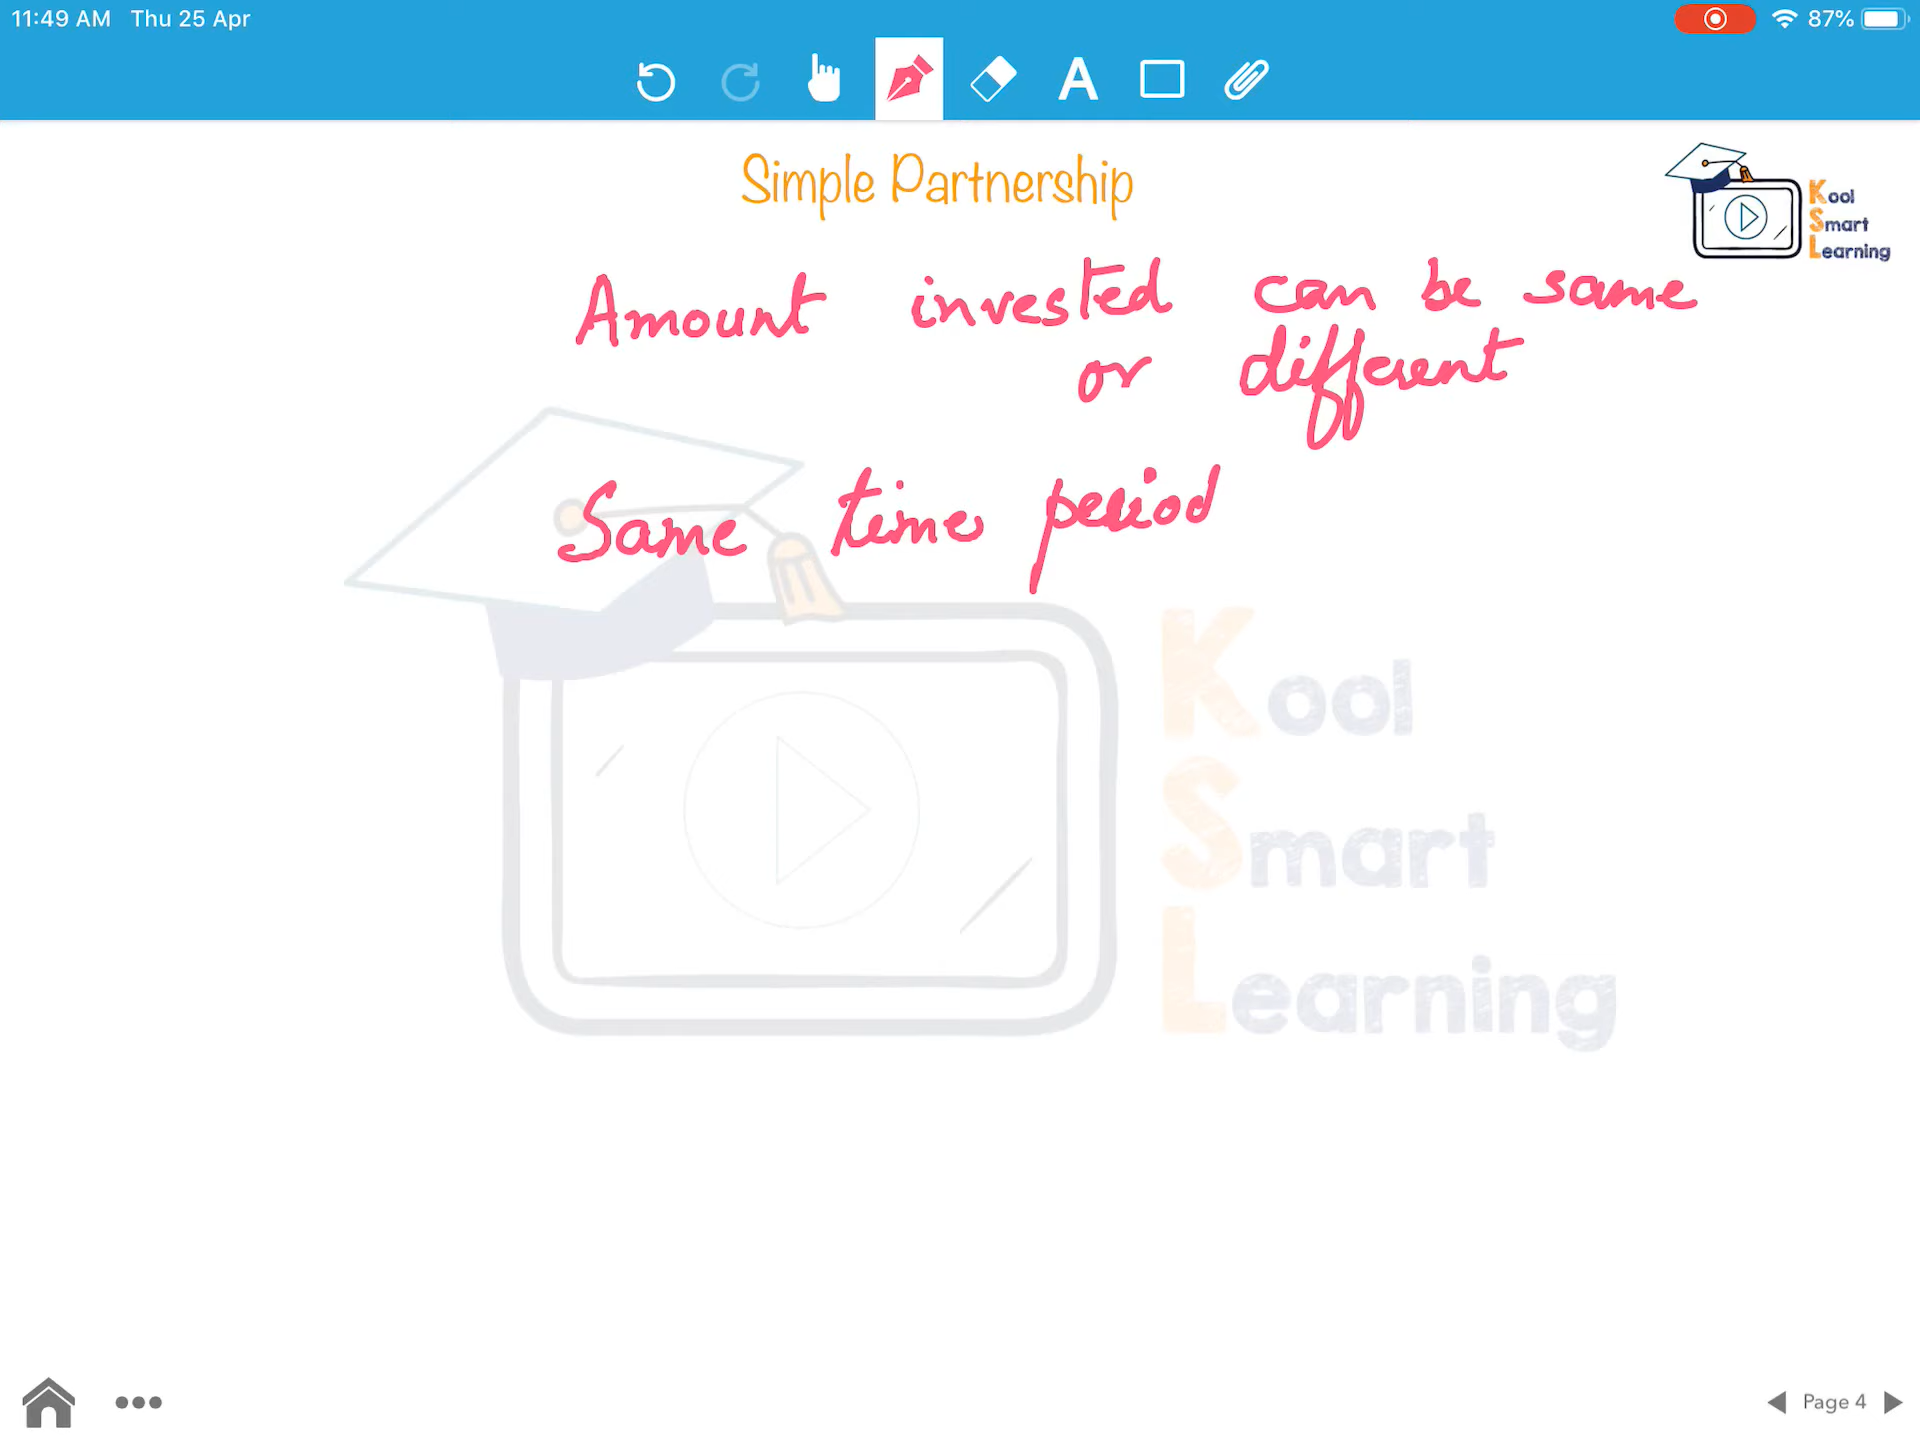 11:49 AM Thu 25 Apr
87%
A
Simple Partnership
Kool
Smart
Learning
Amount invested can be same
or different
Same time period
Kool
Smart
Learning
Page 4